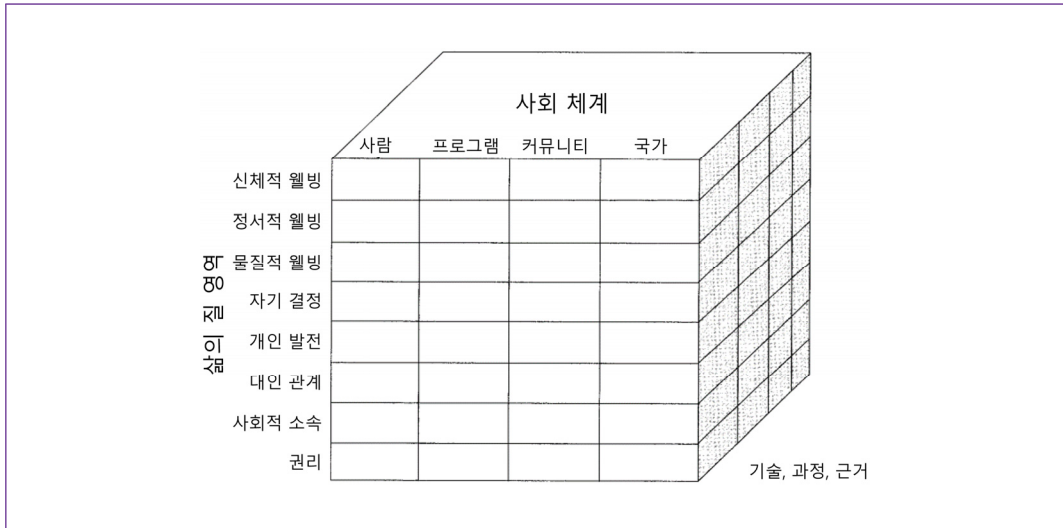 사회 체계
사람 프로그램 커뮤니티 국가
삶의 질 영역
신체적 웰빙
정서적 웰빙
물질적 웰빙
자기 결정
개인 발전
대인 관계
사회적 소속
권리
기술, 과정, 근거